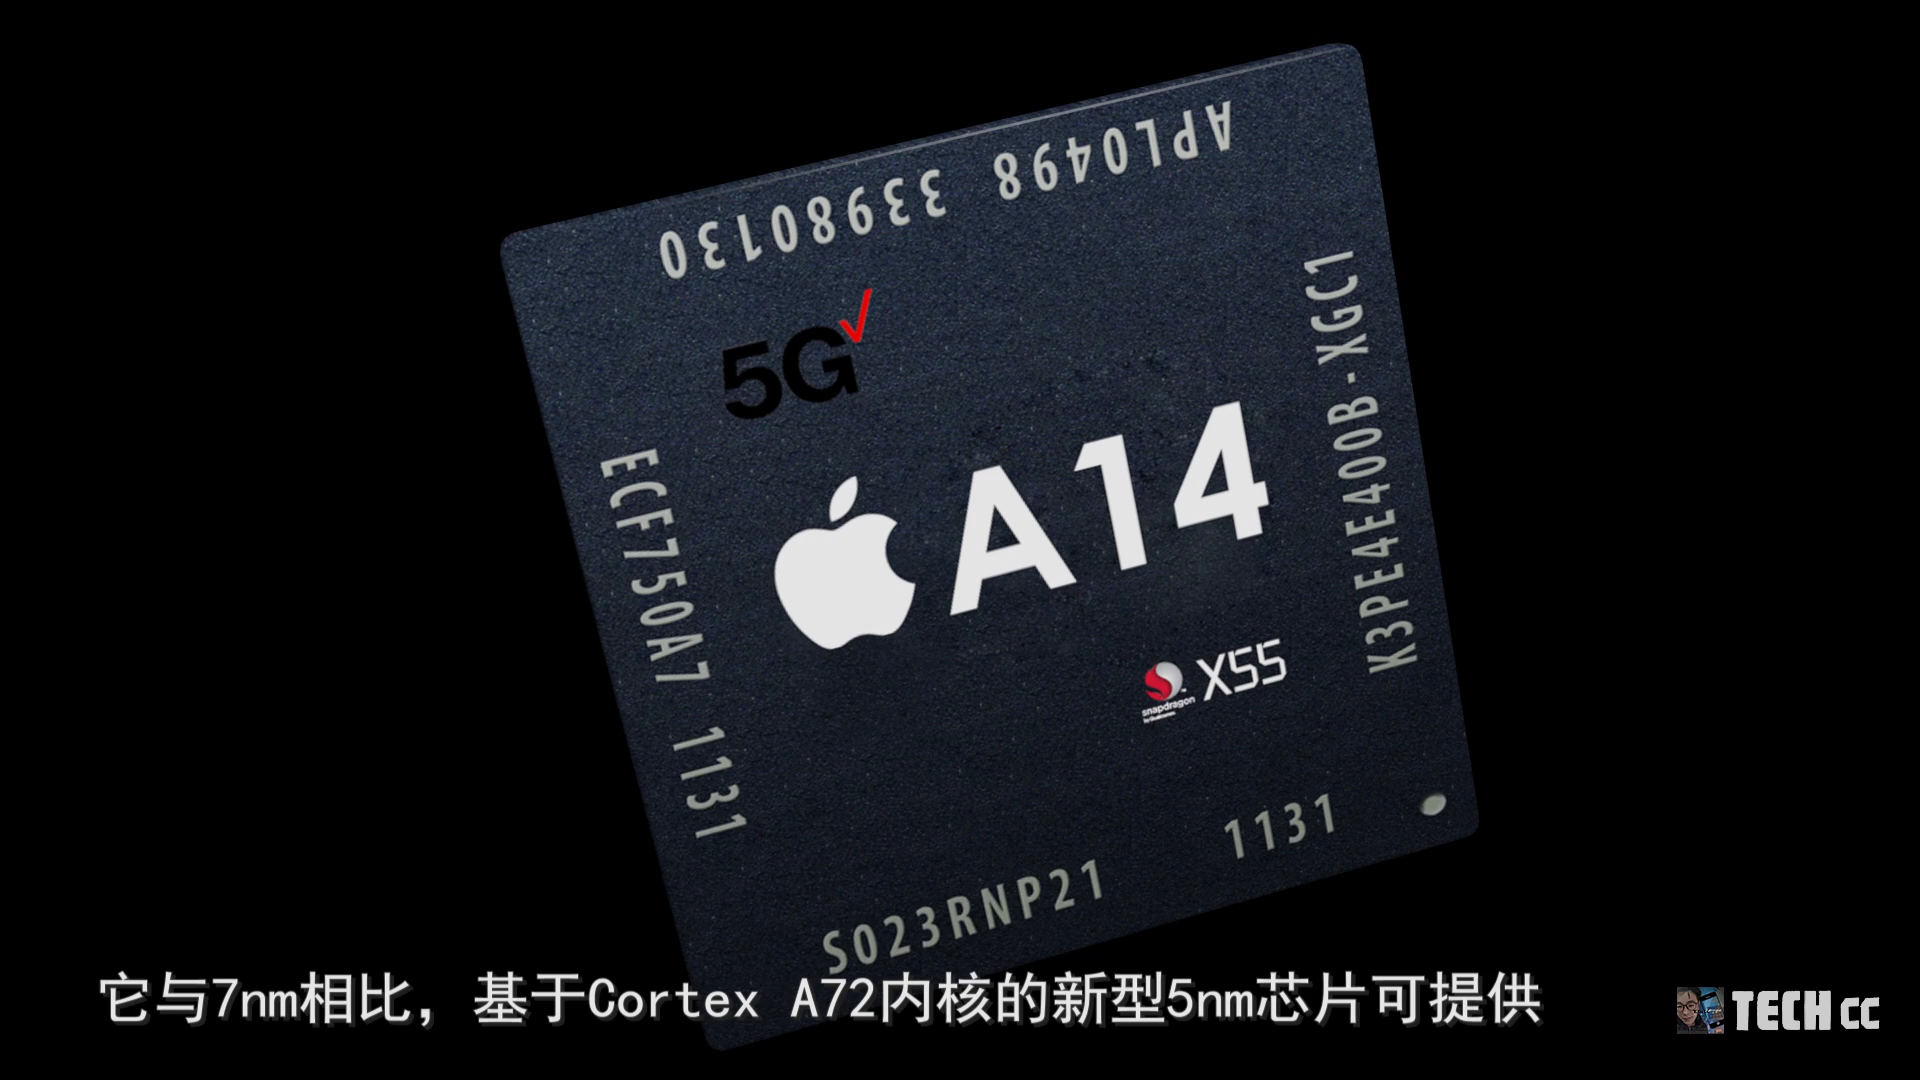 APL0498 33980130
5G
ECF750A7 1131
A14
K3PE4E400B·XGC1
snapdragon
X55
S023RNP21 1131
它与7nm相比，基于Cortex A72内核的新型5nm芯片可提供
TECH CC